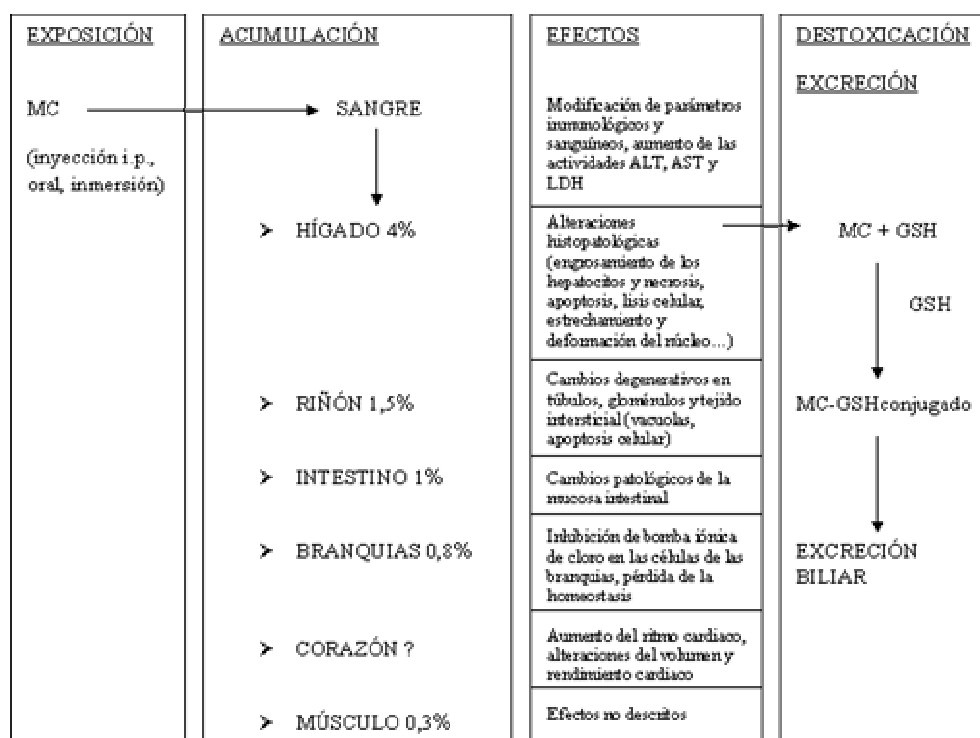 EXPOSICIÓN
MC
(inyección i.p.,
oral, inmersión)
ACUMULACIÓN
SANGRE
➢ HÍGADO 4%
➢ RIÑÓN 1,5%
➢ INTESTINO 1%
➢ BRANQUIAS 0,8%
➢ CORAZÓN ?
➢ MÚSCULO 0,3%
EFECTOS
Modificación de parámetros
inmunológicos y
sanguíneos, aumento de las
actividades ALT, AST y
LDH
Alteraciones
histopatológicas
(engrosamiento de los
hepatocitos y necrosis,
apoptosis, lisis celular,
estrechamiento y
deformación del núcleo...)
Cambios degenerativos en
túbulos, glomérulos y tejido
intersticial (vacuolas,
apoptosis celular)
Cambios patológicos de la
mucosa intestinal
Inhibición de bomba iónica
de cloro en las células de las
branquias, pérdida de la
homeostasis
Aumento del ritmo cardiaco,
alteraciones del volumen y
rendimiento cardiaco
Efectos no descritos
DESTOXICACIÓN
EXCRECIÓN
MC + GSH
GSH
MC-GSHconjugado
EXCRECIÓN
BILIAR